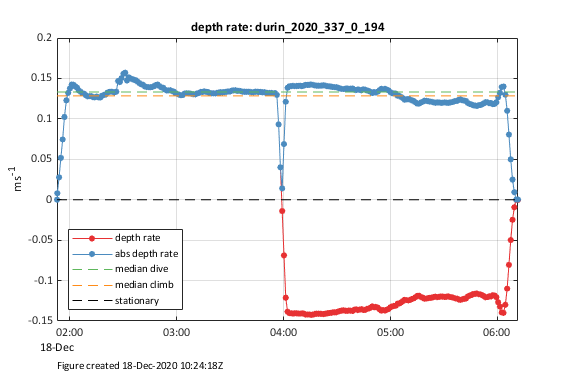 depth rate: durin_2020_337_0_194
0.2
0.15
0.1
0.05
0
-0.05
-0.1
-0.15
ms⁻¹
depth rate
abs depth rate
median dive
median climb
stationary
02:00 03:00 04:00 05:00 06:00
18-Dec
Figure created 18-Dec-2020 10:24:18Z